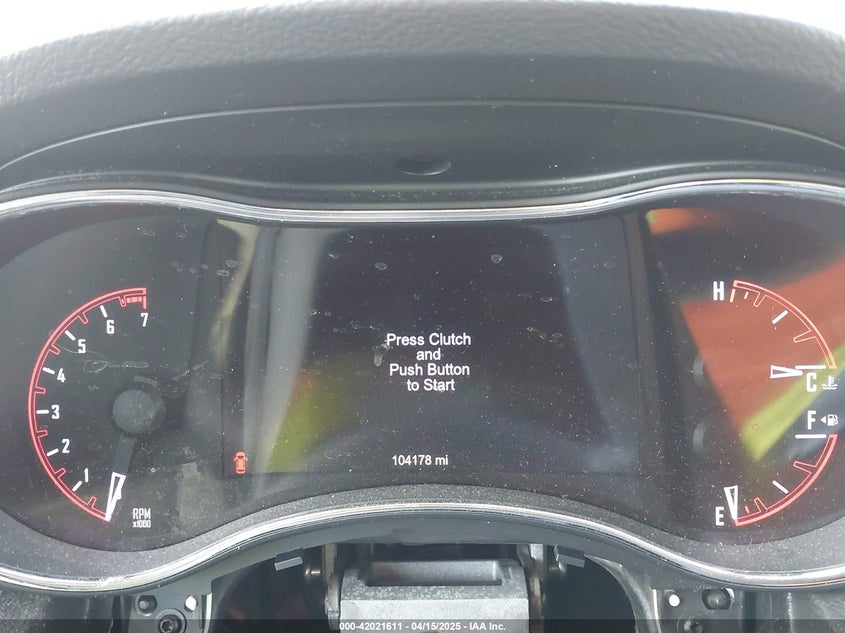 Press Clutch
and
Push Button
to Start
104178 mi
7
6
5
4
3
2
1
RPM
x1000
H
C
F
E
000-42021611 - 04/15/2025 - IAA Inc.